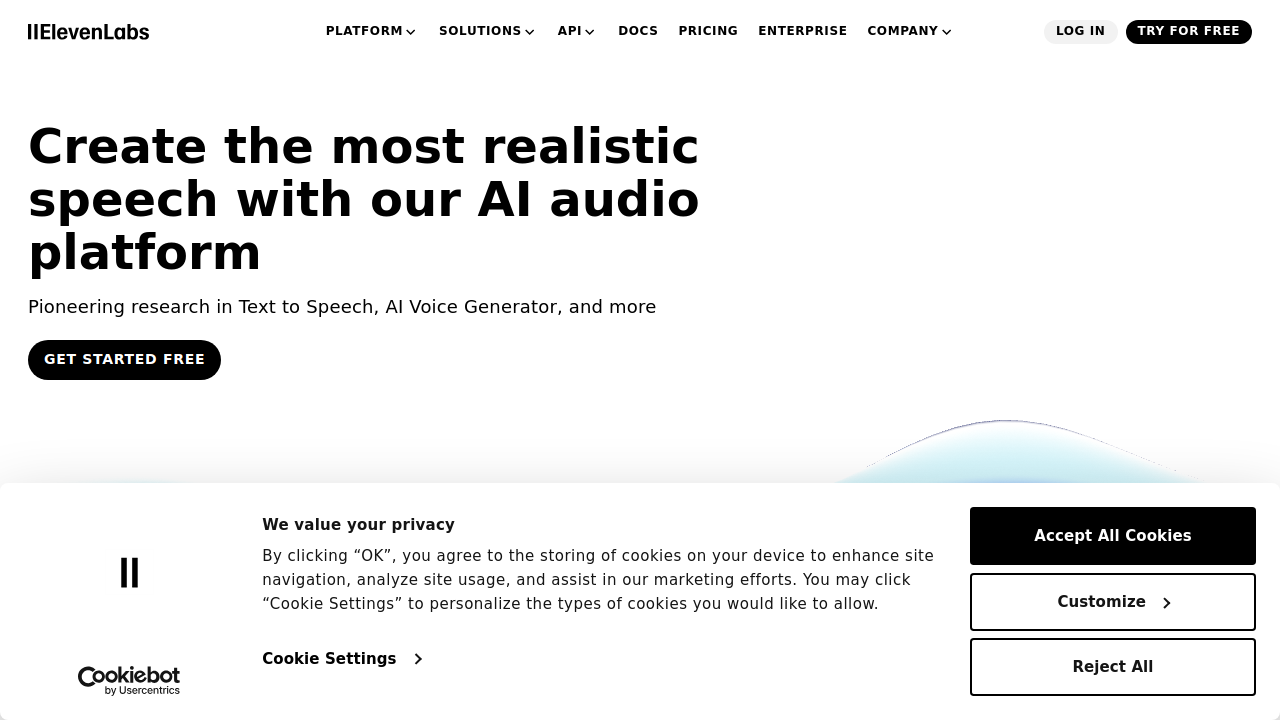 IIElevenLabs
PLATFORM
SOLUTIONS
API
DOCS
PRICING
ENTERPRISE
COMPANY
LOG IN
TRY FOR FREE
Create the most realistic
speech with our AI audio
platform
Pioneering research in Text to Speech, AI Voice Generator, and more
GET STARTED FREE
II
Cookiebot
by Usercentrics
We value your privacy
By clicking “OK”, you agree to the storing of cookies on your device to enhance site
navigation, analyze site usage, and assist in our marketing efforts. You may click
“Cookie Settings” to personalize the types of cookies you would like to allow.
Cookie Settings
Accept All Cookies
Customize
Reject All